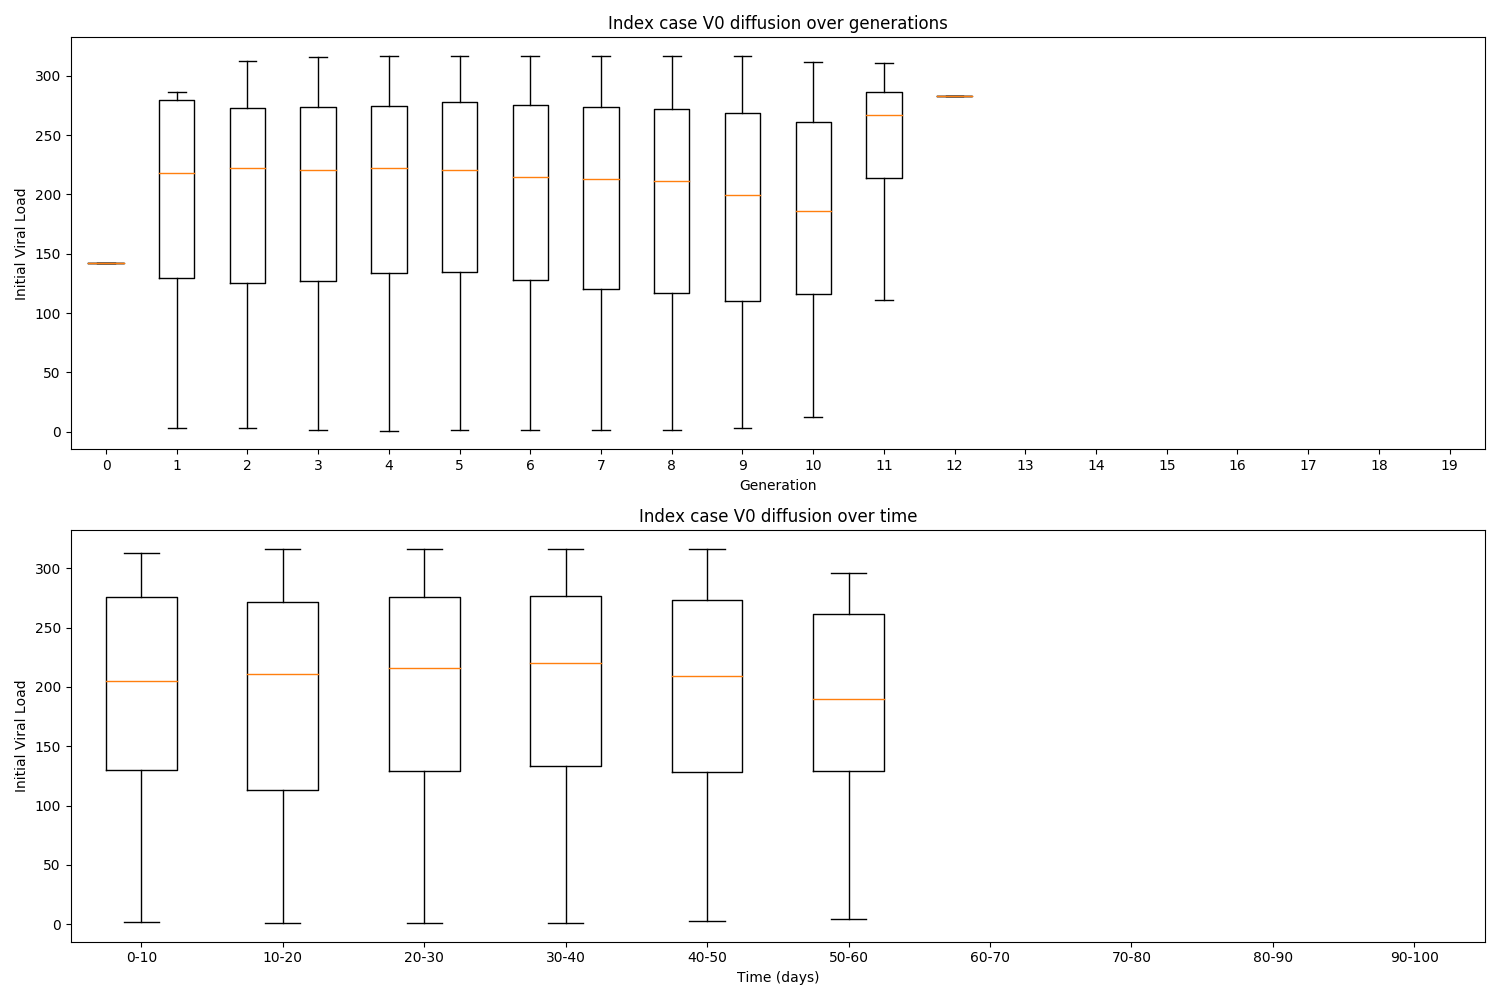 Index case V0 diffusion over generations
300
250
200
150
100
50
0
Initial Viral Load
0 1 2 3 4 5 6 7 8 9 10 11 12 13 14 15 16 17 18 19
Generation
Index case V0 diffusion over time
300
250
200
150
100
50
0
Initial Viral Load
0-10 10-20 20-30 30-40 40-50 50-60 60-70 70-80 80-90 90-100
Time (days)